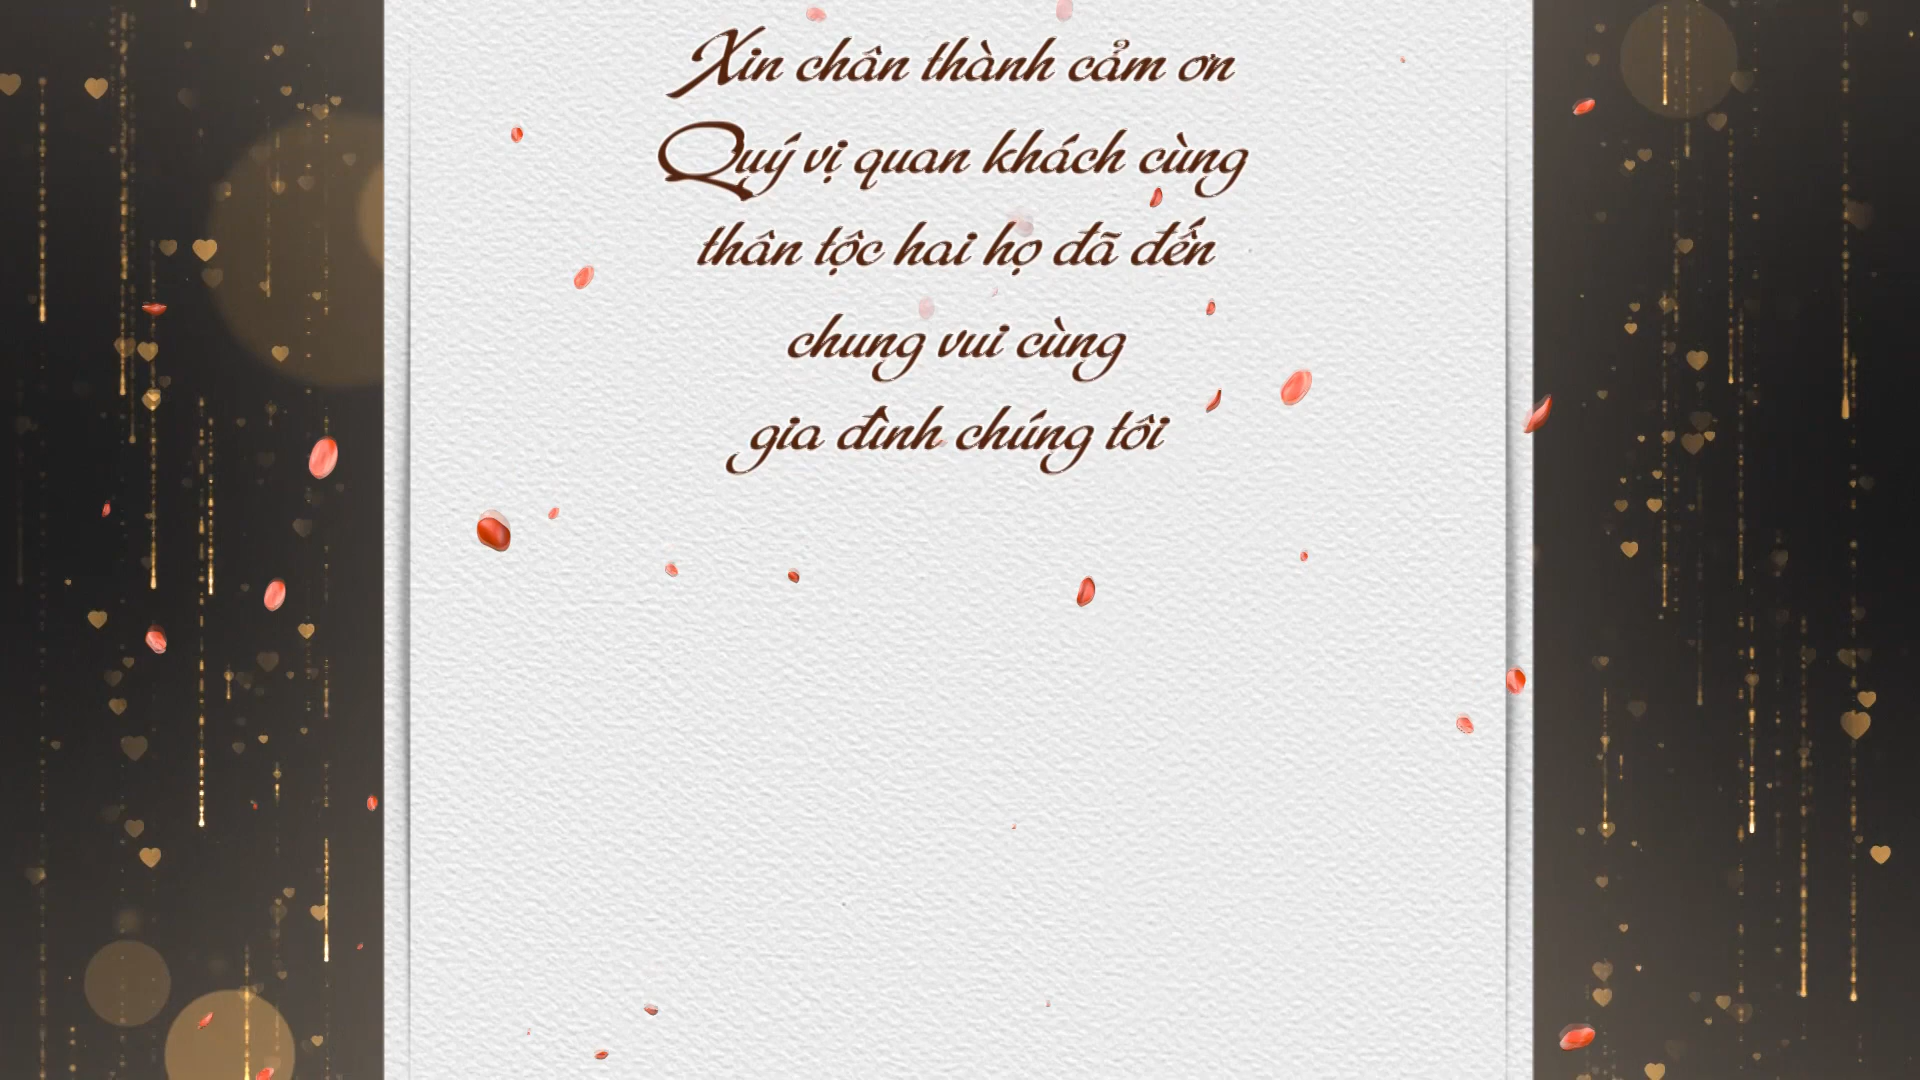 Xin chân thành cảm ơn
Quý vị quan khách cùng
thân tộc hai họ đã đến
chung vui cùng
gia đình chúng tôi